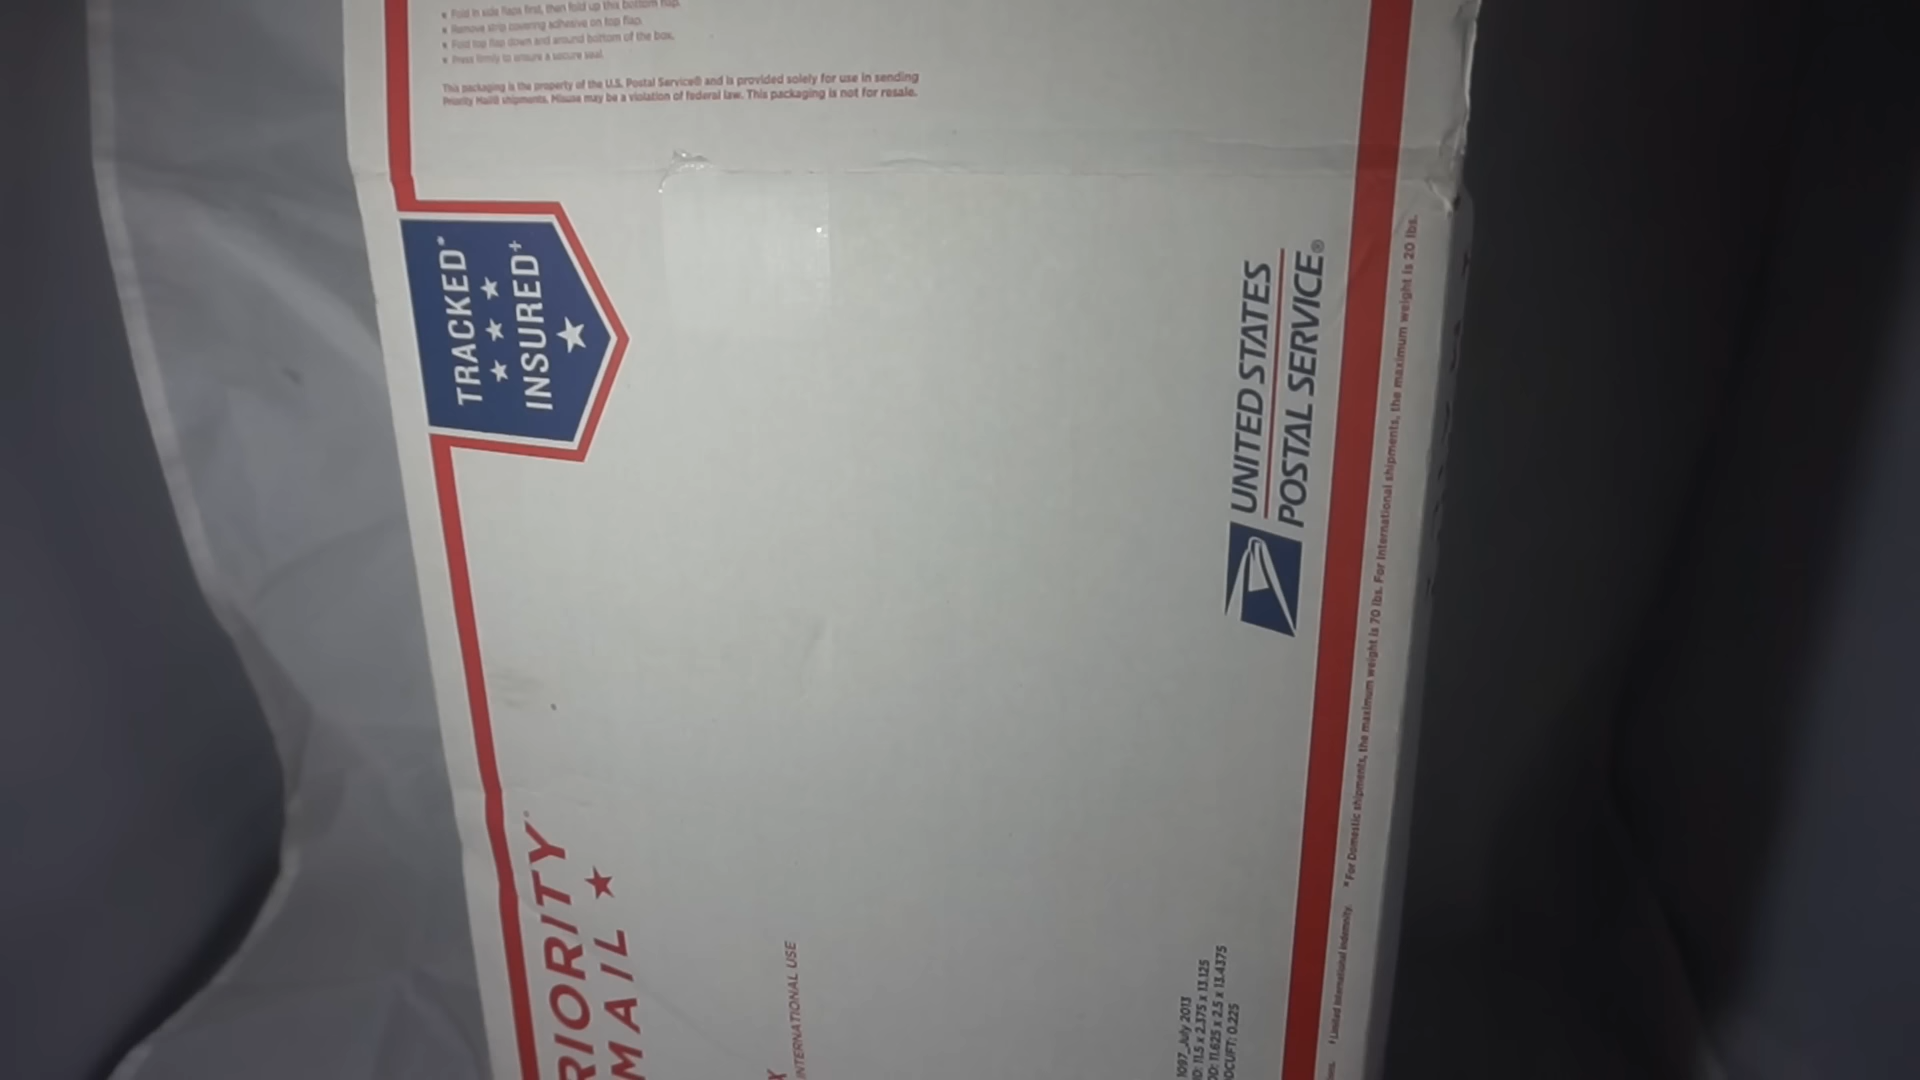 • Fold in side flaps first, then fold up this bottom flap.
• Remove strip covering adhesive on top flap.
• Fold top flap down and around bottom of the box.
• Press firmly to ensure a secure seal.
This packaging is the property of the U.S. Postal Service® and is provided solely for use in sending
Priority Mail® shipments. Misuse may be a violation of federal law. This packaging is not for resale.
TRACKED*
INSURED+
RIORITY
MAIL
X
INTERNATIONAL USE
UNITED STATES
POSTAL SERVICE®
1097_July 2013
ID: 11.5 x 2.375 x 13.125
OD: 11.625 x 2.5 x 13.4375
ODCUFT: 0.225
‡Limited international indemnity. *For Domestic shipments, the maximum weight is 70 lbs. For international shipments, the maximum weight is 20 lbs.